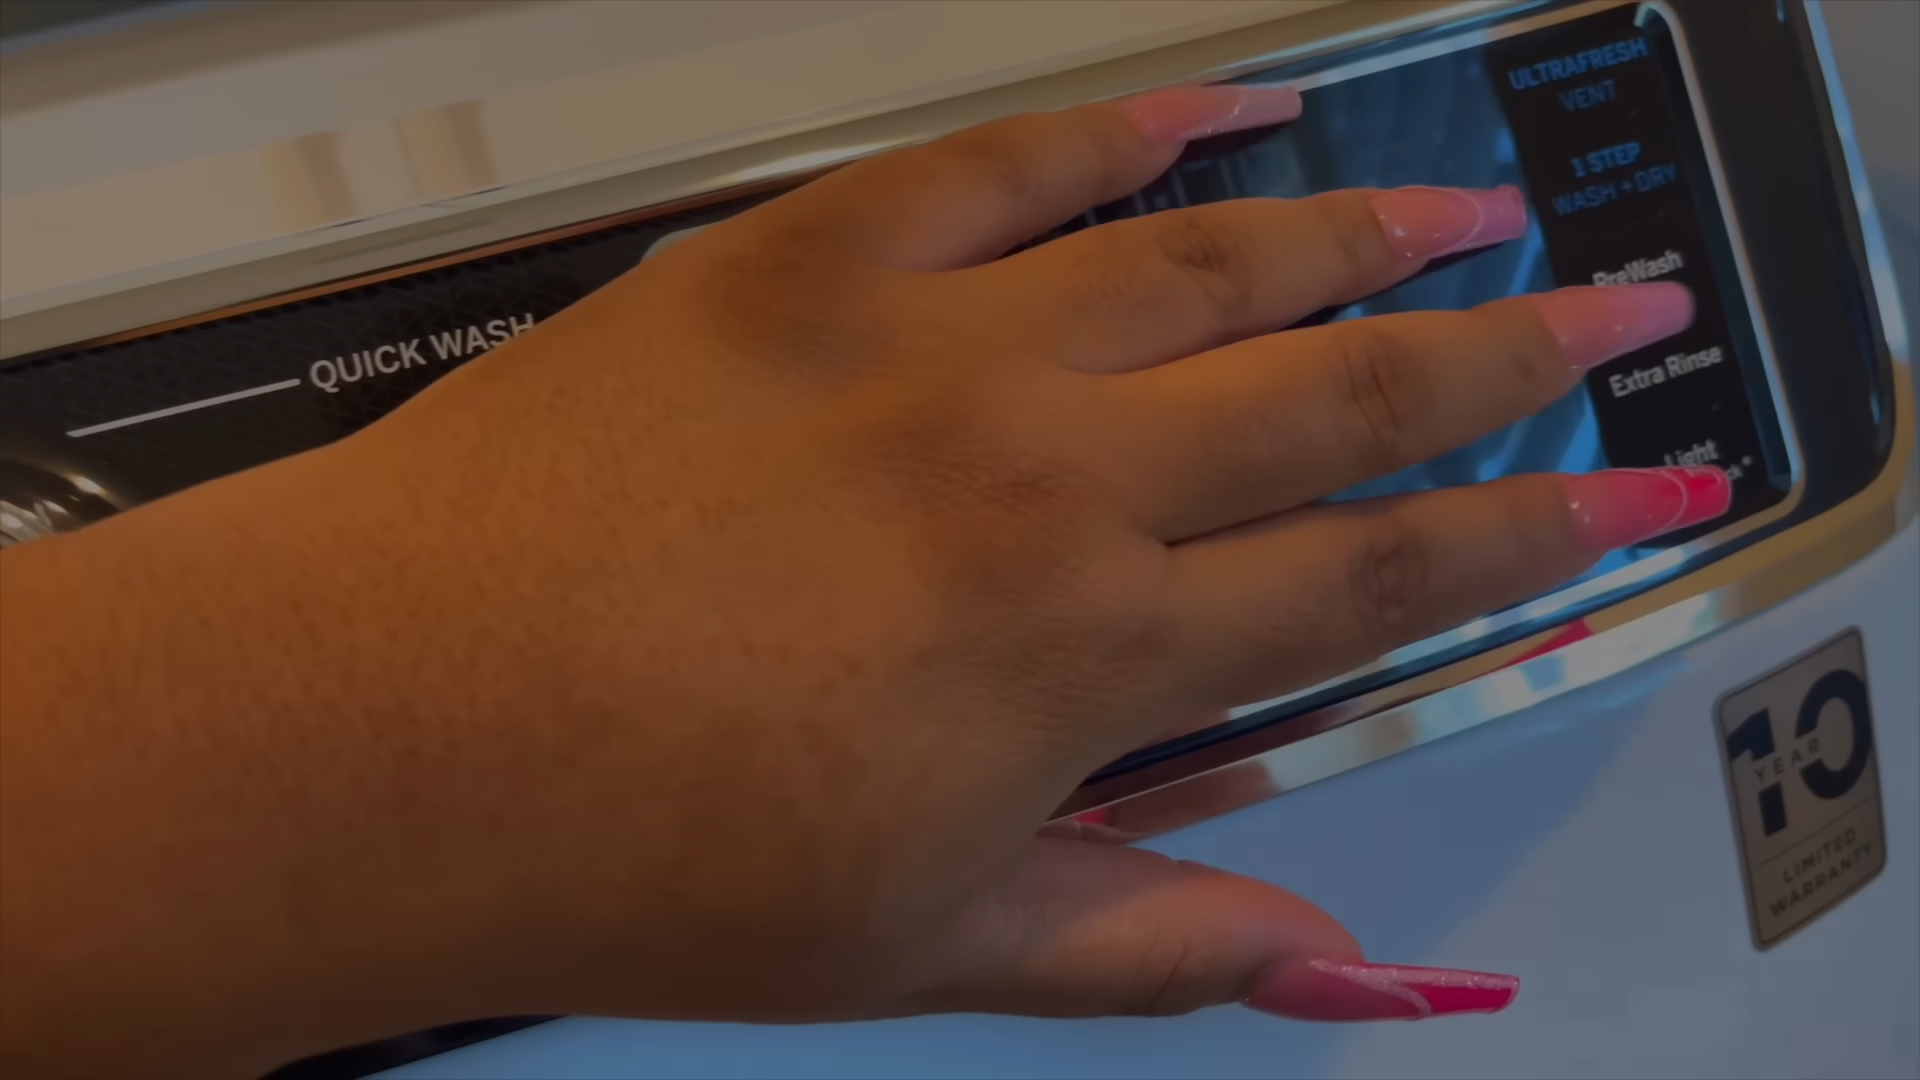 QUICK WASH
ULTRAFRESH
VENT
1 STEP
WASH + DRY
PreWash
Extra Rinse
Light
10
YEAR
LIMITED
WARRANTY